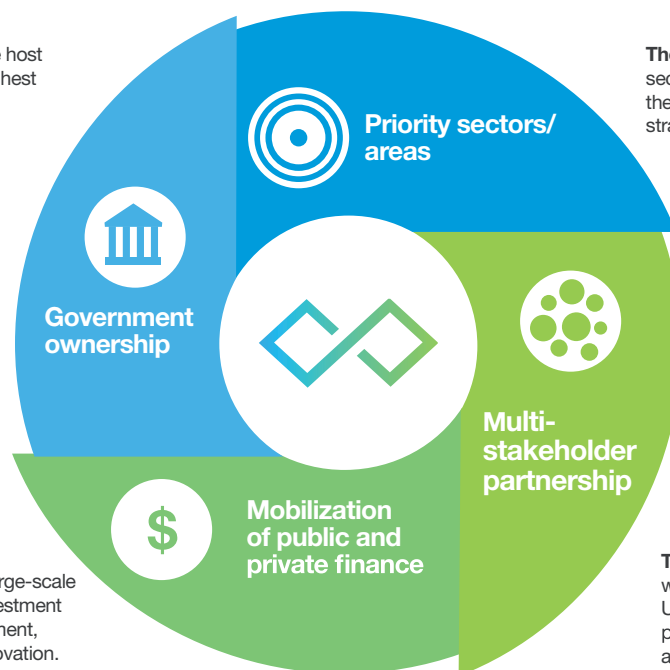 host
hest
Priority sectors/
areas
sec
the
stra
Government
ownership
Multi-
stakeholder
partnership
$
Mobilization
of public and
private finance
rge-scale
estment
ment,
ovation.